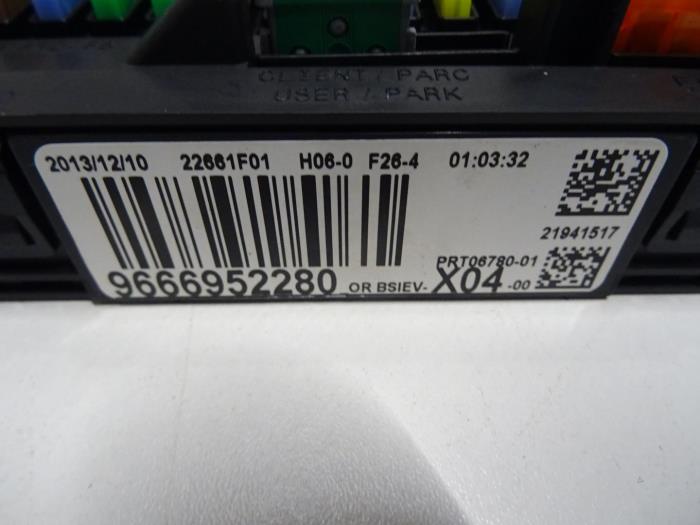 CLIENT / PARC
USER / PARK
2013/12/10 22661F01 H06-0 F26-4 01:03:32
21941517
PRT06780-01
9666952280 OR BSIEV- X04 -00